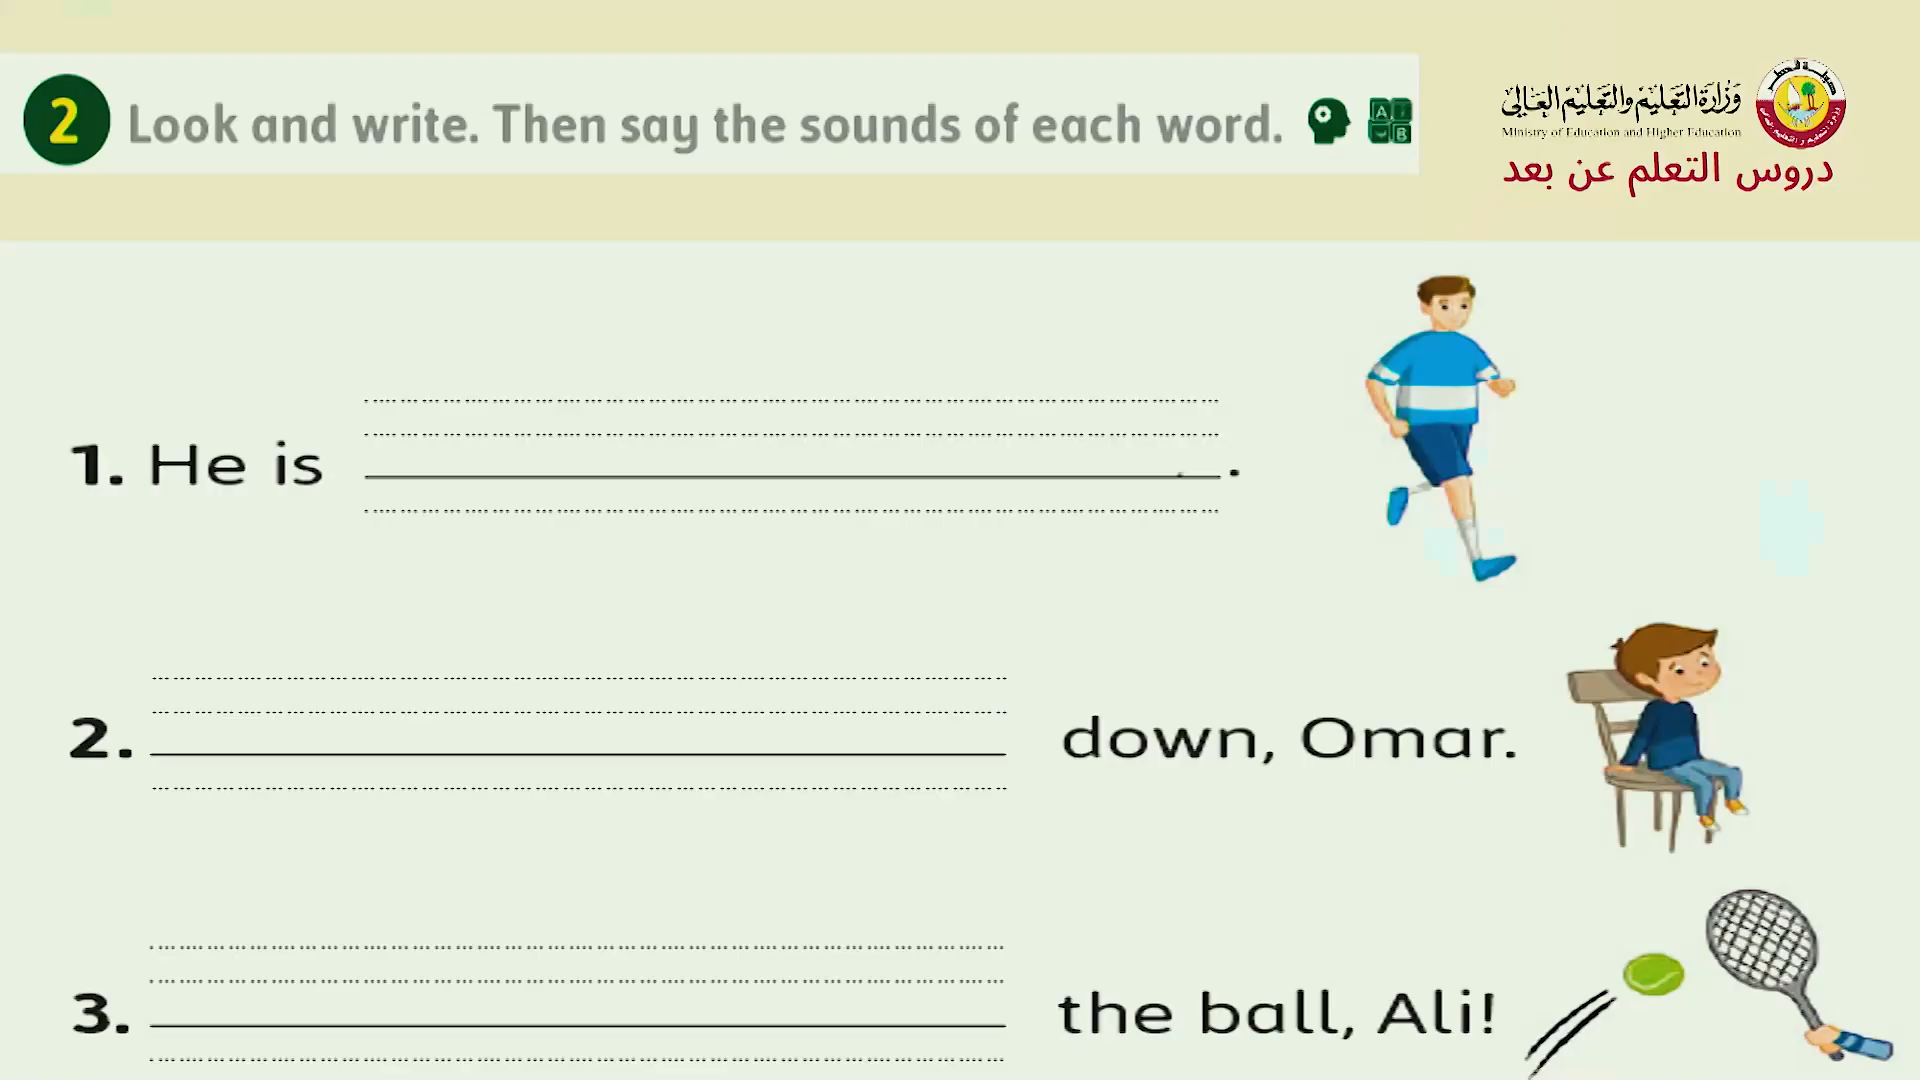 2 Look and write. Then say the sounds of each word.
وزارة التعليم والتعليم العالي
Ministry of Education and Higher Education
دروس التعلم عن بعد
1. He is .
2. down, Omar.
3. the ball, Ali!